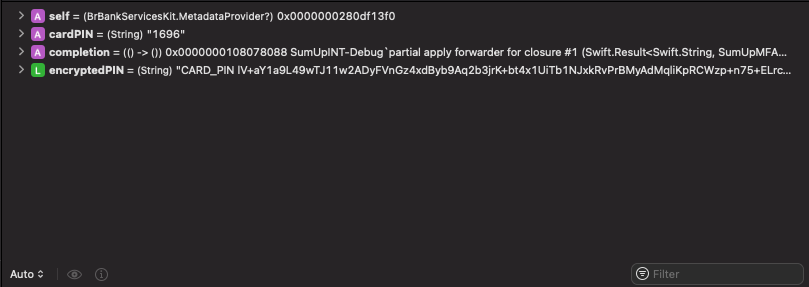 A self = (BrBankServicesKit.MetadataProvider?) 0x0000000280df13f0
A cardPIN = (String) "1696"
A completion = (() -> ()) 0x0000000108078088 SumUpINT-Debug`partial apply forwarder for closure #1 (Swift.Result<Swift.String, SumUpMFA...
L encryptedPIN = (String) "CARD_PIN lV+aY1a9L49wTJ11w2ADyFVnGz4xdByb9Aq2b3jrK+bt4x1UiTb1NJxkRvPrBMyAdMqliKpRCWzp+n75+ELrc...
Auto
Filter